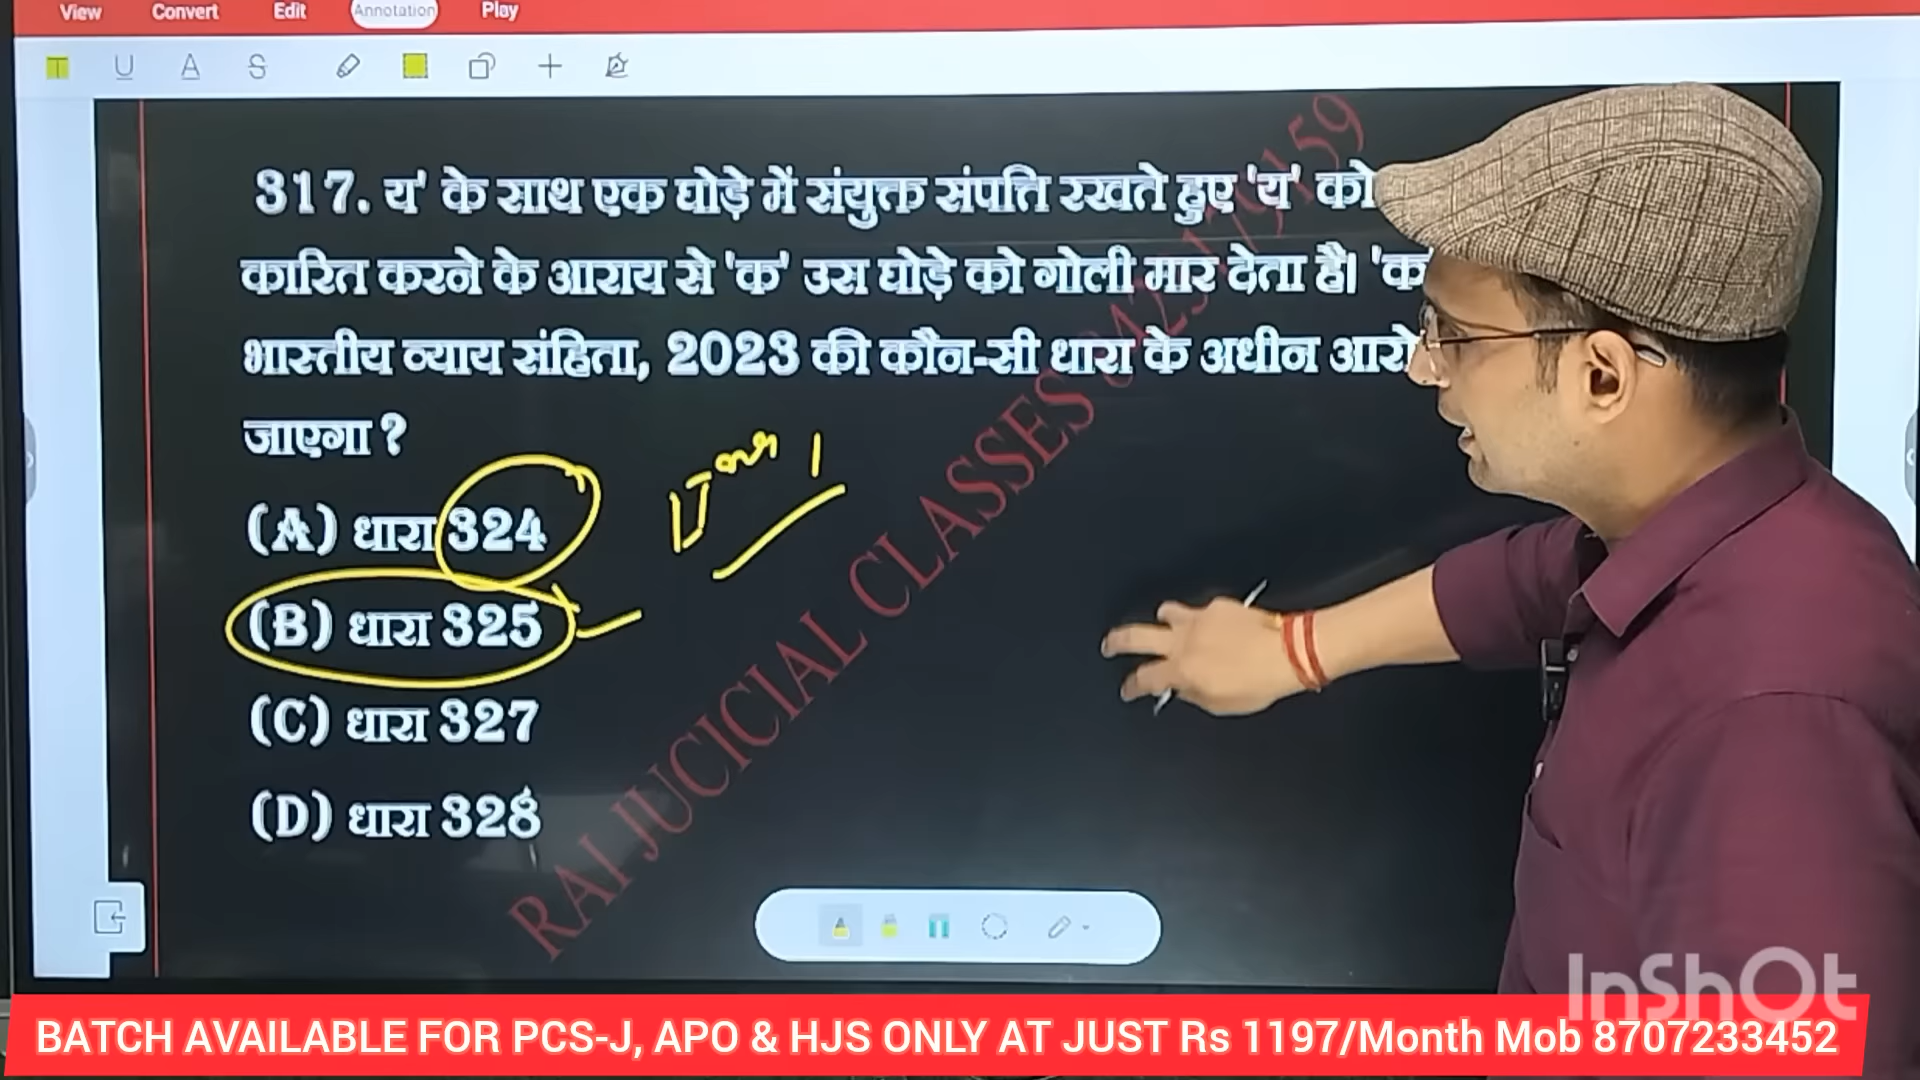 View Convert Edit Annotation Play
T U A S
317. य' के साथ एक घोड़े में संयुक्त संपत्ति रखते हुए 'य' को
कारित करने के आशय से 'क' उस घोड़े को गोली मार देता है। 'क'
भारतीय न्याय संहिता, 2023 की कौन-सी धारा के अधीन
जाएगा ?
(A) धारा 324
(B) धारा 325
(C) धारा 327
(D) धारा 328
RAI JUCICIAL CLASSES
BATCH AVAILABLE FOR PCS-J, APO & HJS ONLY AT JUST Rs 1197/Month Mob 8707233452
InShOt